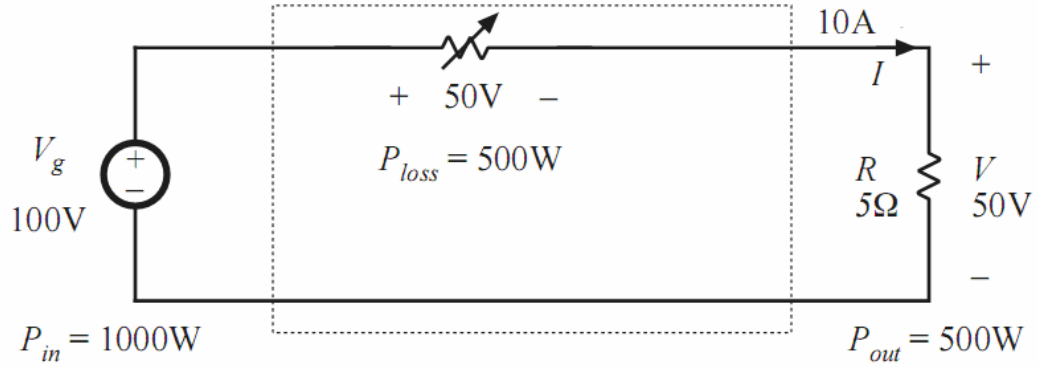 10A
I
+
+ 50V –
V_g
+
–
100V
P_loss = 500W
R
5Ω
V
50V
–
P_in = 1000W
P_out = 500W